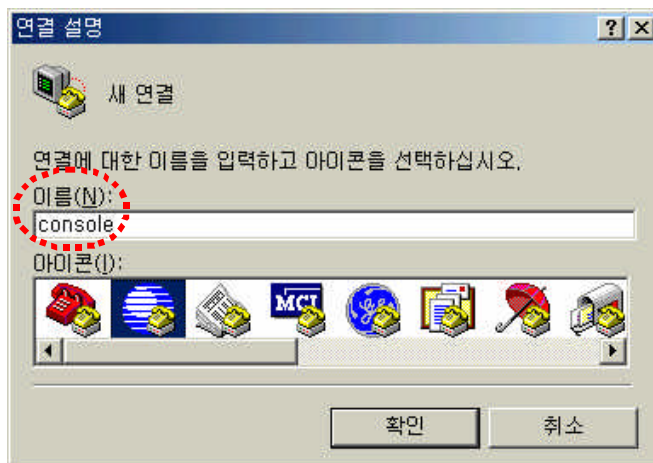 연결 설명
새 연결
연결에 대한 이름을 입력하고 아이콘을 선택하십시오.
이름(N):
console
아이콘(I):
MCI
확인 취소